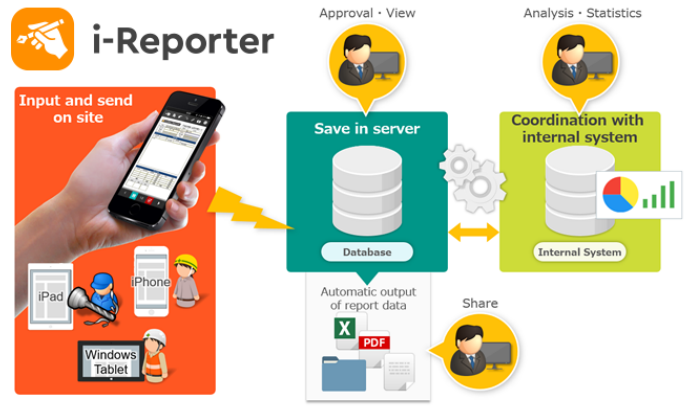 i-Reporter
Approval・View
Analysis・Statistics
Input and send
on site
iPad
iPhone
Windows
Tablet
Save in server
Database
Coordination with
internal system
Internal System
Automatic output
of report data
X
PDF
Share